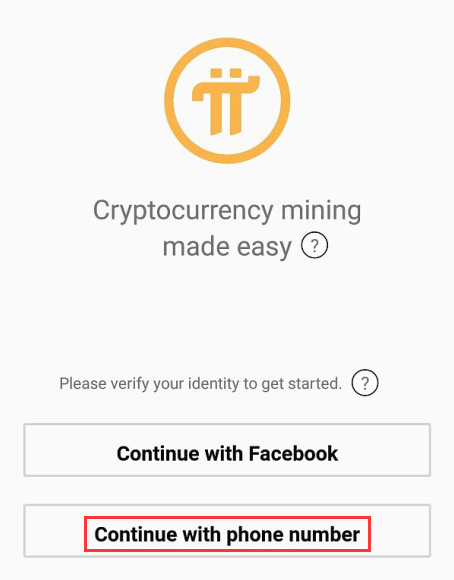 Cryptocurrency mining
made easy ?
Please verify your identity to get started. ?
Continue with Facebook
Continue with phone number